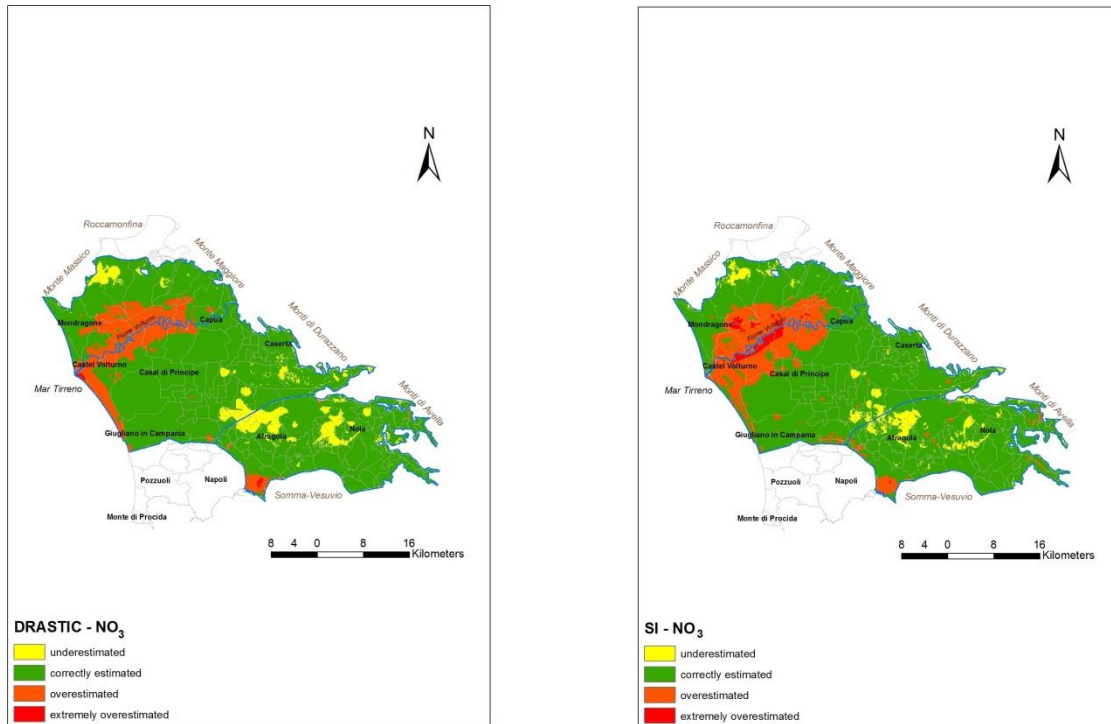 N
Roccamonfina
Monte Massico
Monte Maggiore
Mondragone
Fiume Volturno
Capua
Monti di Durazzano
Caserta
Castel Volturno
Mar Tirreno
Casal di Principe
Monti di Avella
Nola
Giugliano in Campania
Afragola
Pozzuoli
Napoli
Somma-Vesuvio
Monte di Procida
8 4 0 8 16
Kilometers
DRASTIC - NO3
underestimated
correctly estimated
overestimated
extremely overestimated
N
Roccamonfina
Monte Massico
Monte Maggiore
Mondragone
Fiume Volturno
Capua
Monti di Durazzano
Caserta
Castel Volturno
Mar Tirreno
Casal di Principe
Monti di Avella
Nola
Giugliano in Campania
Afragola
Pozzuoli
Napoli
Somma-Vesuvio
Monte di Procida
8 4 0 8 16
Kilometers
SI - NO3
underestimated
correctly estimated
overestimated
extremely overestimated